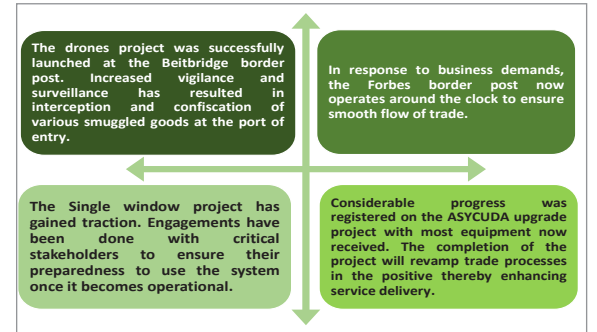 The drones project was successfully
launched at the Beitbridge border
post. Increased vigilance and
surveillance has resulted in
interception and confiscation of
various smuggled goods at the port of
entry.
In response to business demands,
the Forbes border post now
operates around the clock to ensure
smooth flow of trade.
The Single window project has
gained traction. Engagements have
been done with critical
stakeholders to ensure their
preparedness to use the system
once it becomes operational.
Considerable progress was
registered on the ASYCUDA upgrade
project with most equipment now
received. The completion of the
project will revamp trade processes
in the positive thereby enhancing
service delivery.